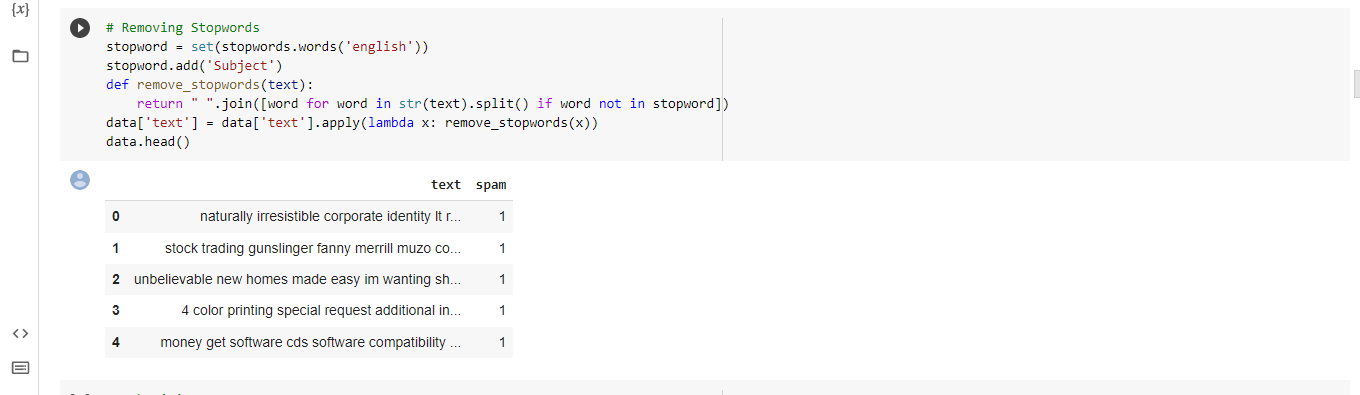 {x}
# Removing Stopwords
stopword = set(stopwords.words('english'))
stopword.add('Subject')
def remove_stopwords(text):
    return " ".join([word for word in str(text).split() if word not in stopword])
data['text'] = data['text'].apply(lambda x: remove_stopwords(x))
data.head()
text spam
0 naturally irresistible corporate identity lt r... 1
1 stock trading gunslinger fanny merrill muzo co... 1
2 unbelievable new homes made easy im wanting sh... 1
3 4 color printing special request additional in... 1
4 money get software cds software compatibility ... 1